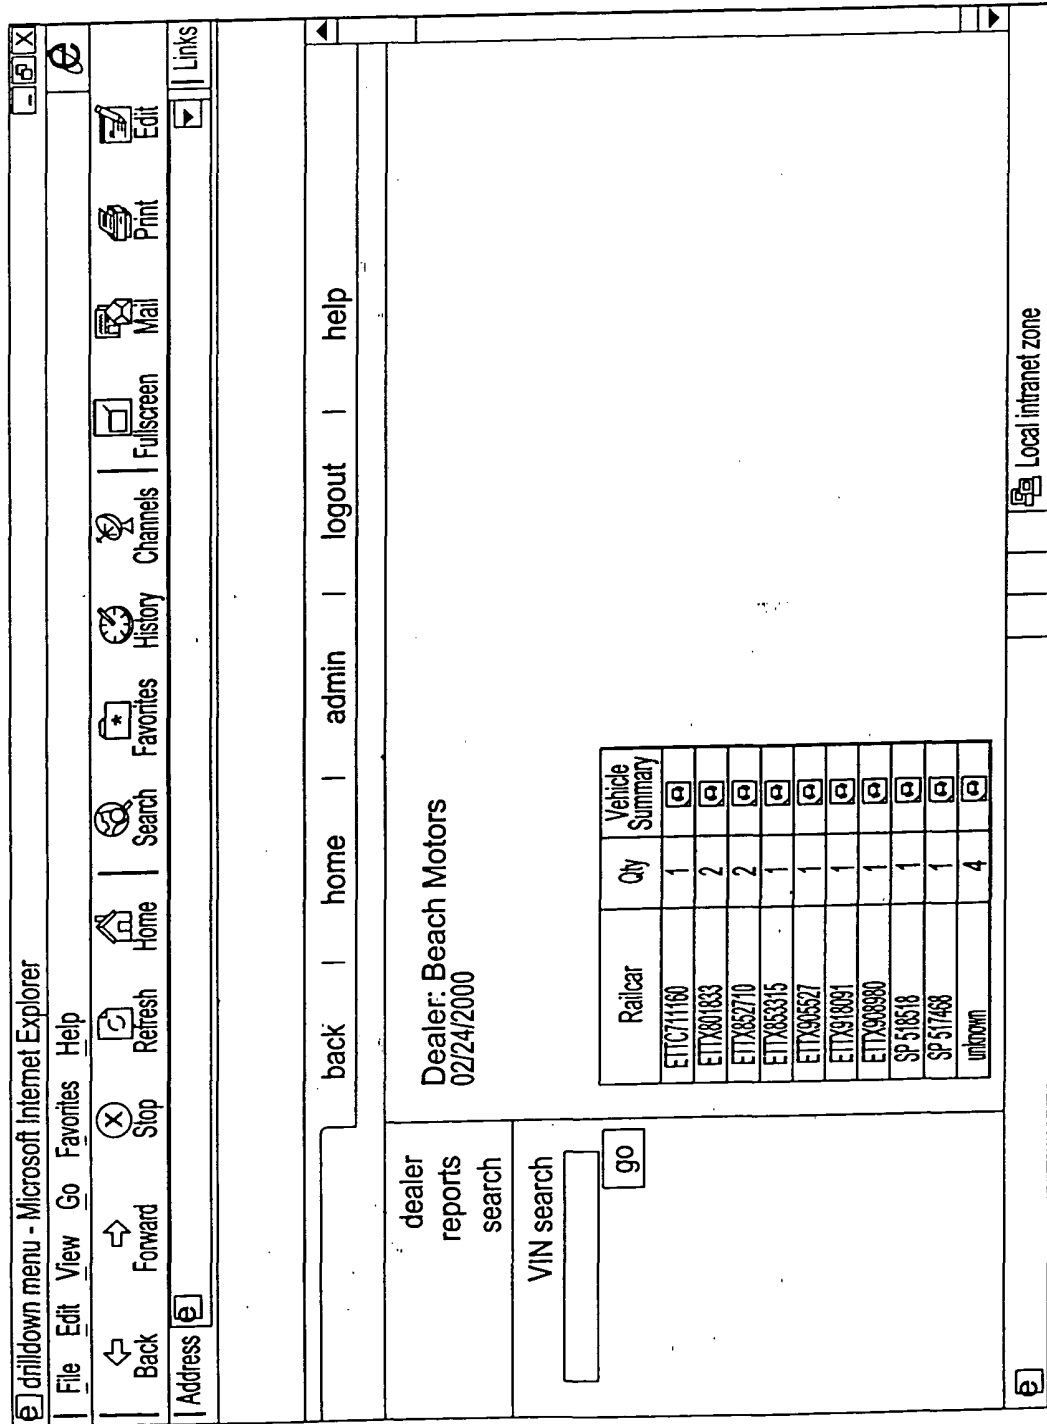 drilldown menu - Microsoft Internet Explorer
File Edit View Go Favorites Help
Back Forward Stop Refresh Home Search Favorites History Channels Fullscreen Mail Print Edit
Address Links
back | home | admin | logout | help
dealer
reports
search
VIN search
go
Dealer: Beach Motors
02/24/2000
Railcar Qty Vehicle Summary
ETTC711160 1
ETTX801833 2
ETTX852710 2
ETTX853315 1
ETTX905527 1
ETTX918091 1
ETTX908980 1
SP 518518 1
SP 517468 1
unknown 4
Local intranet zone